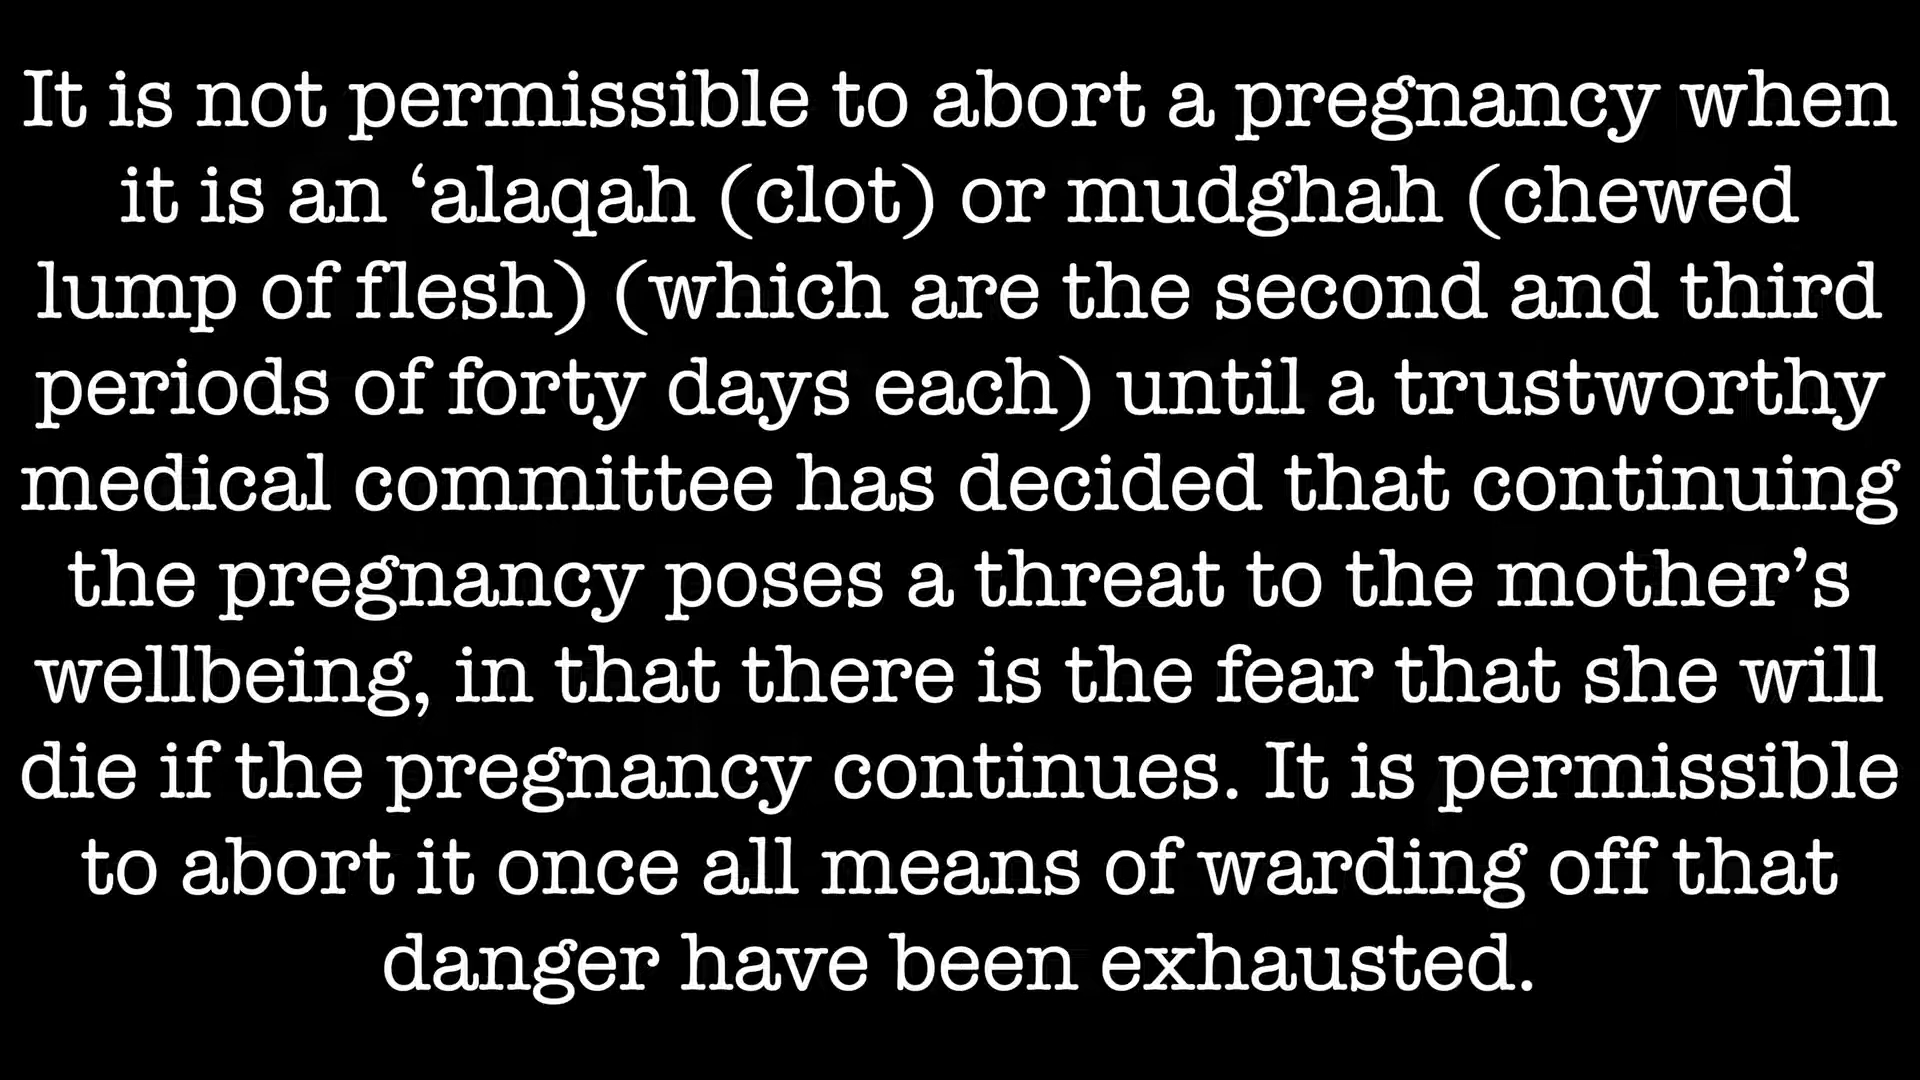 It is not permissible to abort a pregnancy when
it is an ‘alaqah (clot) or mudghah (chewed
lump of flesh) (which are the second and third
periods of forty days each) until a trustworthy
medical committee has decided that continuing
the pregnancy poses a threat to the mother’s
wellbeing, in that there is the fear that she will
die if the pregnancy continues. It is permissible
to abort it once all means of warding off that
danger have been exhausted.